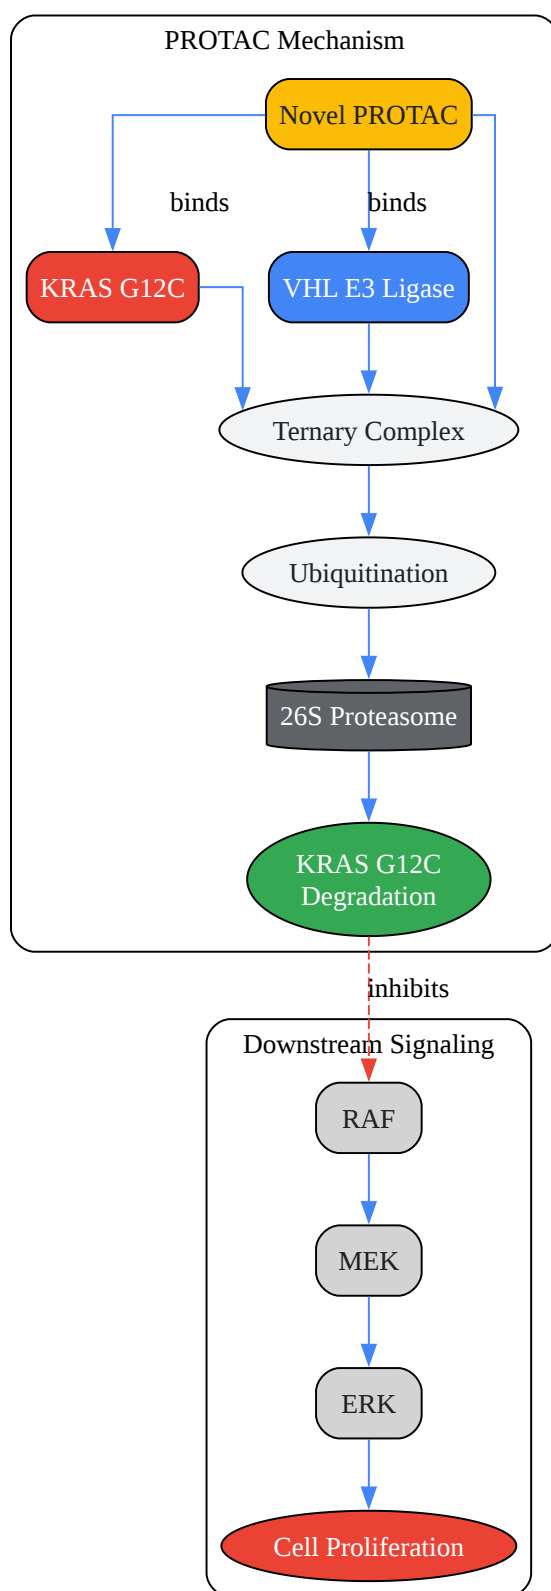 PROTAC Mechanism
Novel PROTAC
binds
binds
KRAS G12C
VHL E3 Ligase
Ternary Complex
Ubiquitination
26S Proteasome
KRAS G12C
Degradation
inhibits
Downstream Signaling
RAF
MEK
ERK
Cell Proliferation